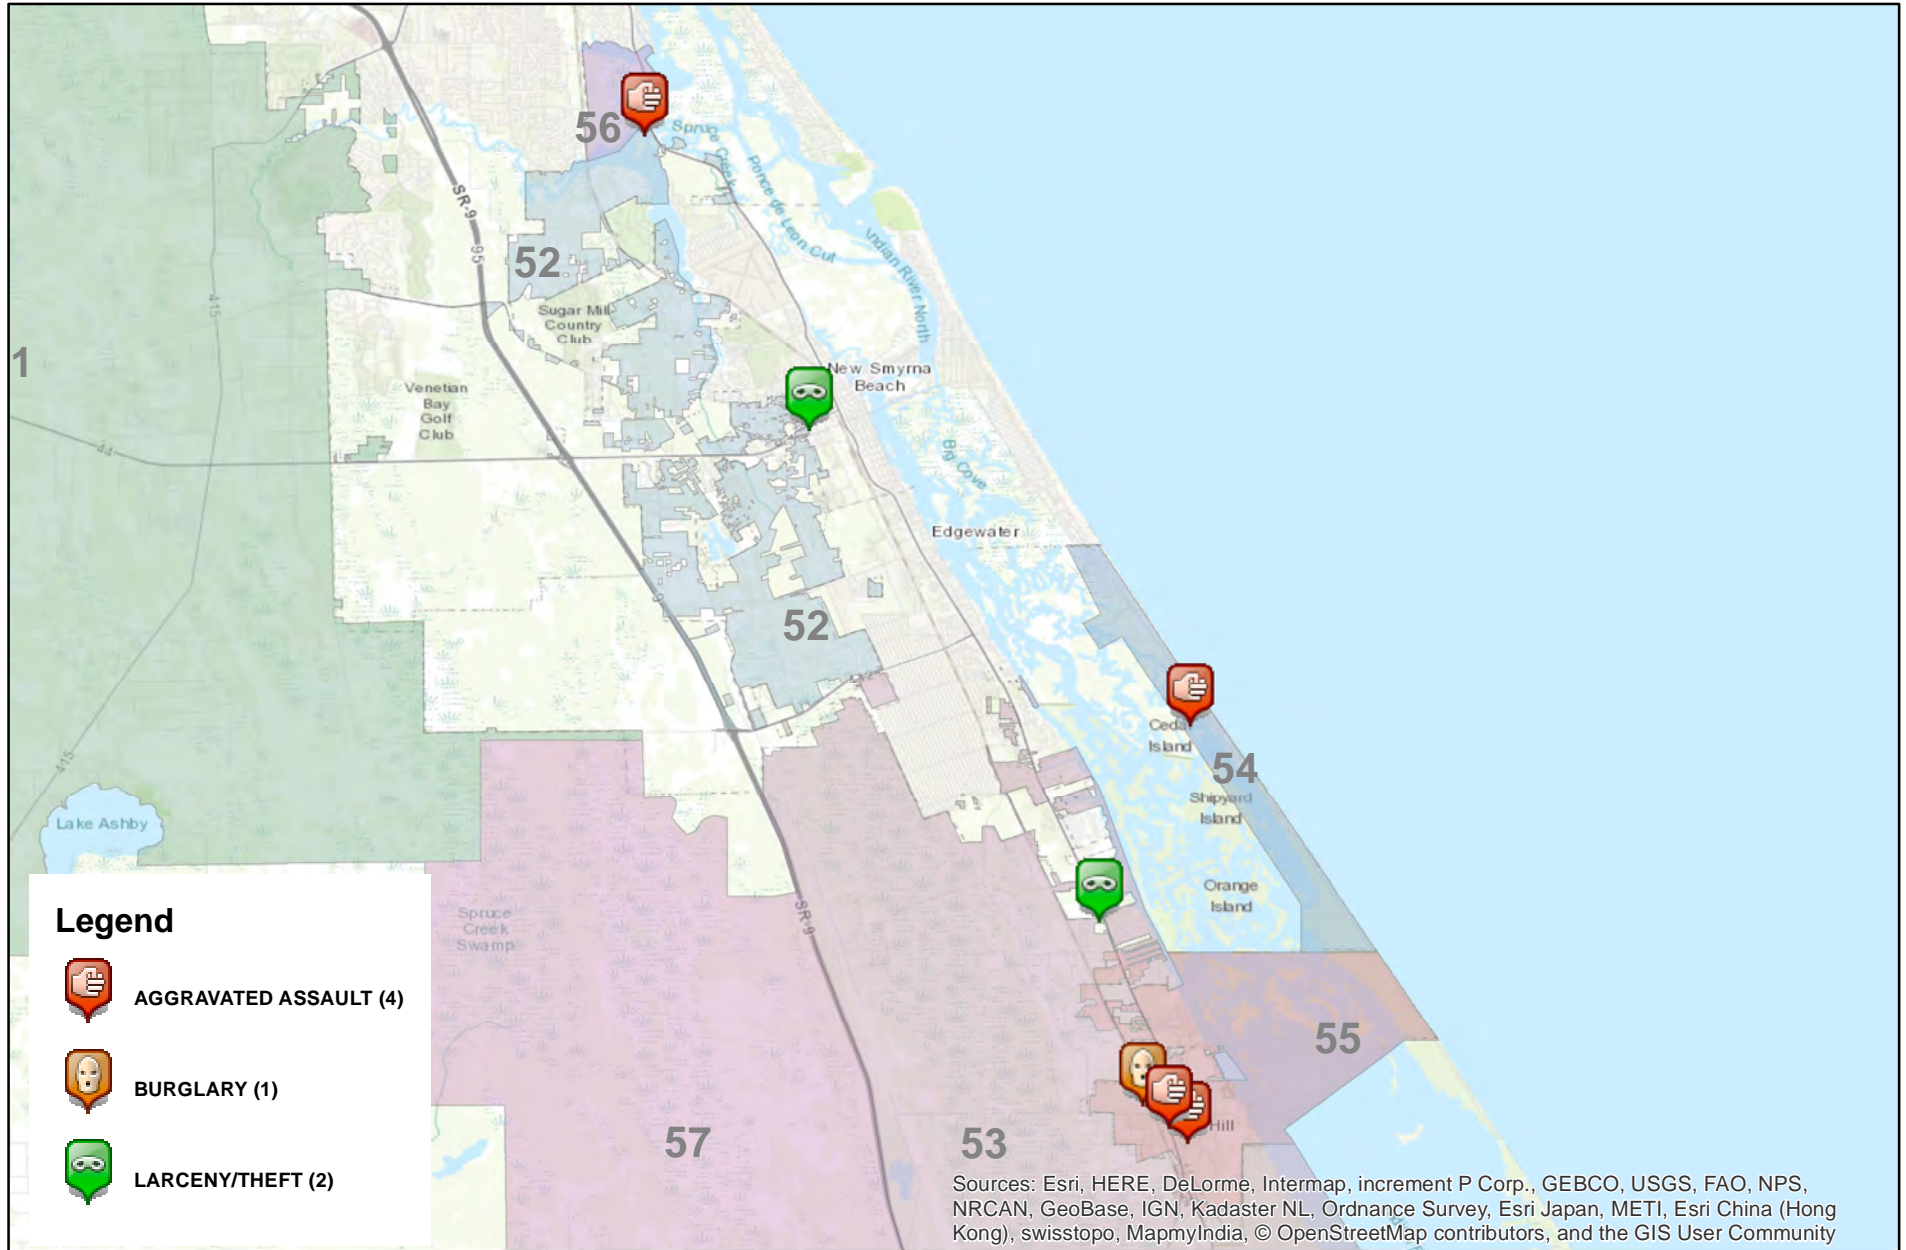 56
Spruce Creek
Ponce de Leon Cut
SR-9
95
Indian River North
52
415
Sugar Mill
Country
Club
1
New Smyrna
Beach
Venetian
Bay
Golf
Club
44
Big Cove
Edgewater
9
52
Cedar
Island
415
54
Shipyard
Island
Lake Ashby
Orange
Island
SR-9
Spruce
Creek
Swamp
55
Hill
57
53
Legend
AGGRAVATED ASSAULT (4)
BURGLARY (1)
LARCENY/THEFT (2)
Sources: Esri, HERE, DeLorme, Intermap, increment P Corp., GEBCO, USGS, FAO, NPS,
NRCAN, GeoBase, IGN, Kadaster NL, Ordnance Survey, Esri Japan, METI, Esri China (Hong
Kong), swisstopo, MapmyIndia, © OpenStreetMap contributors, and the GIS User Community